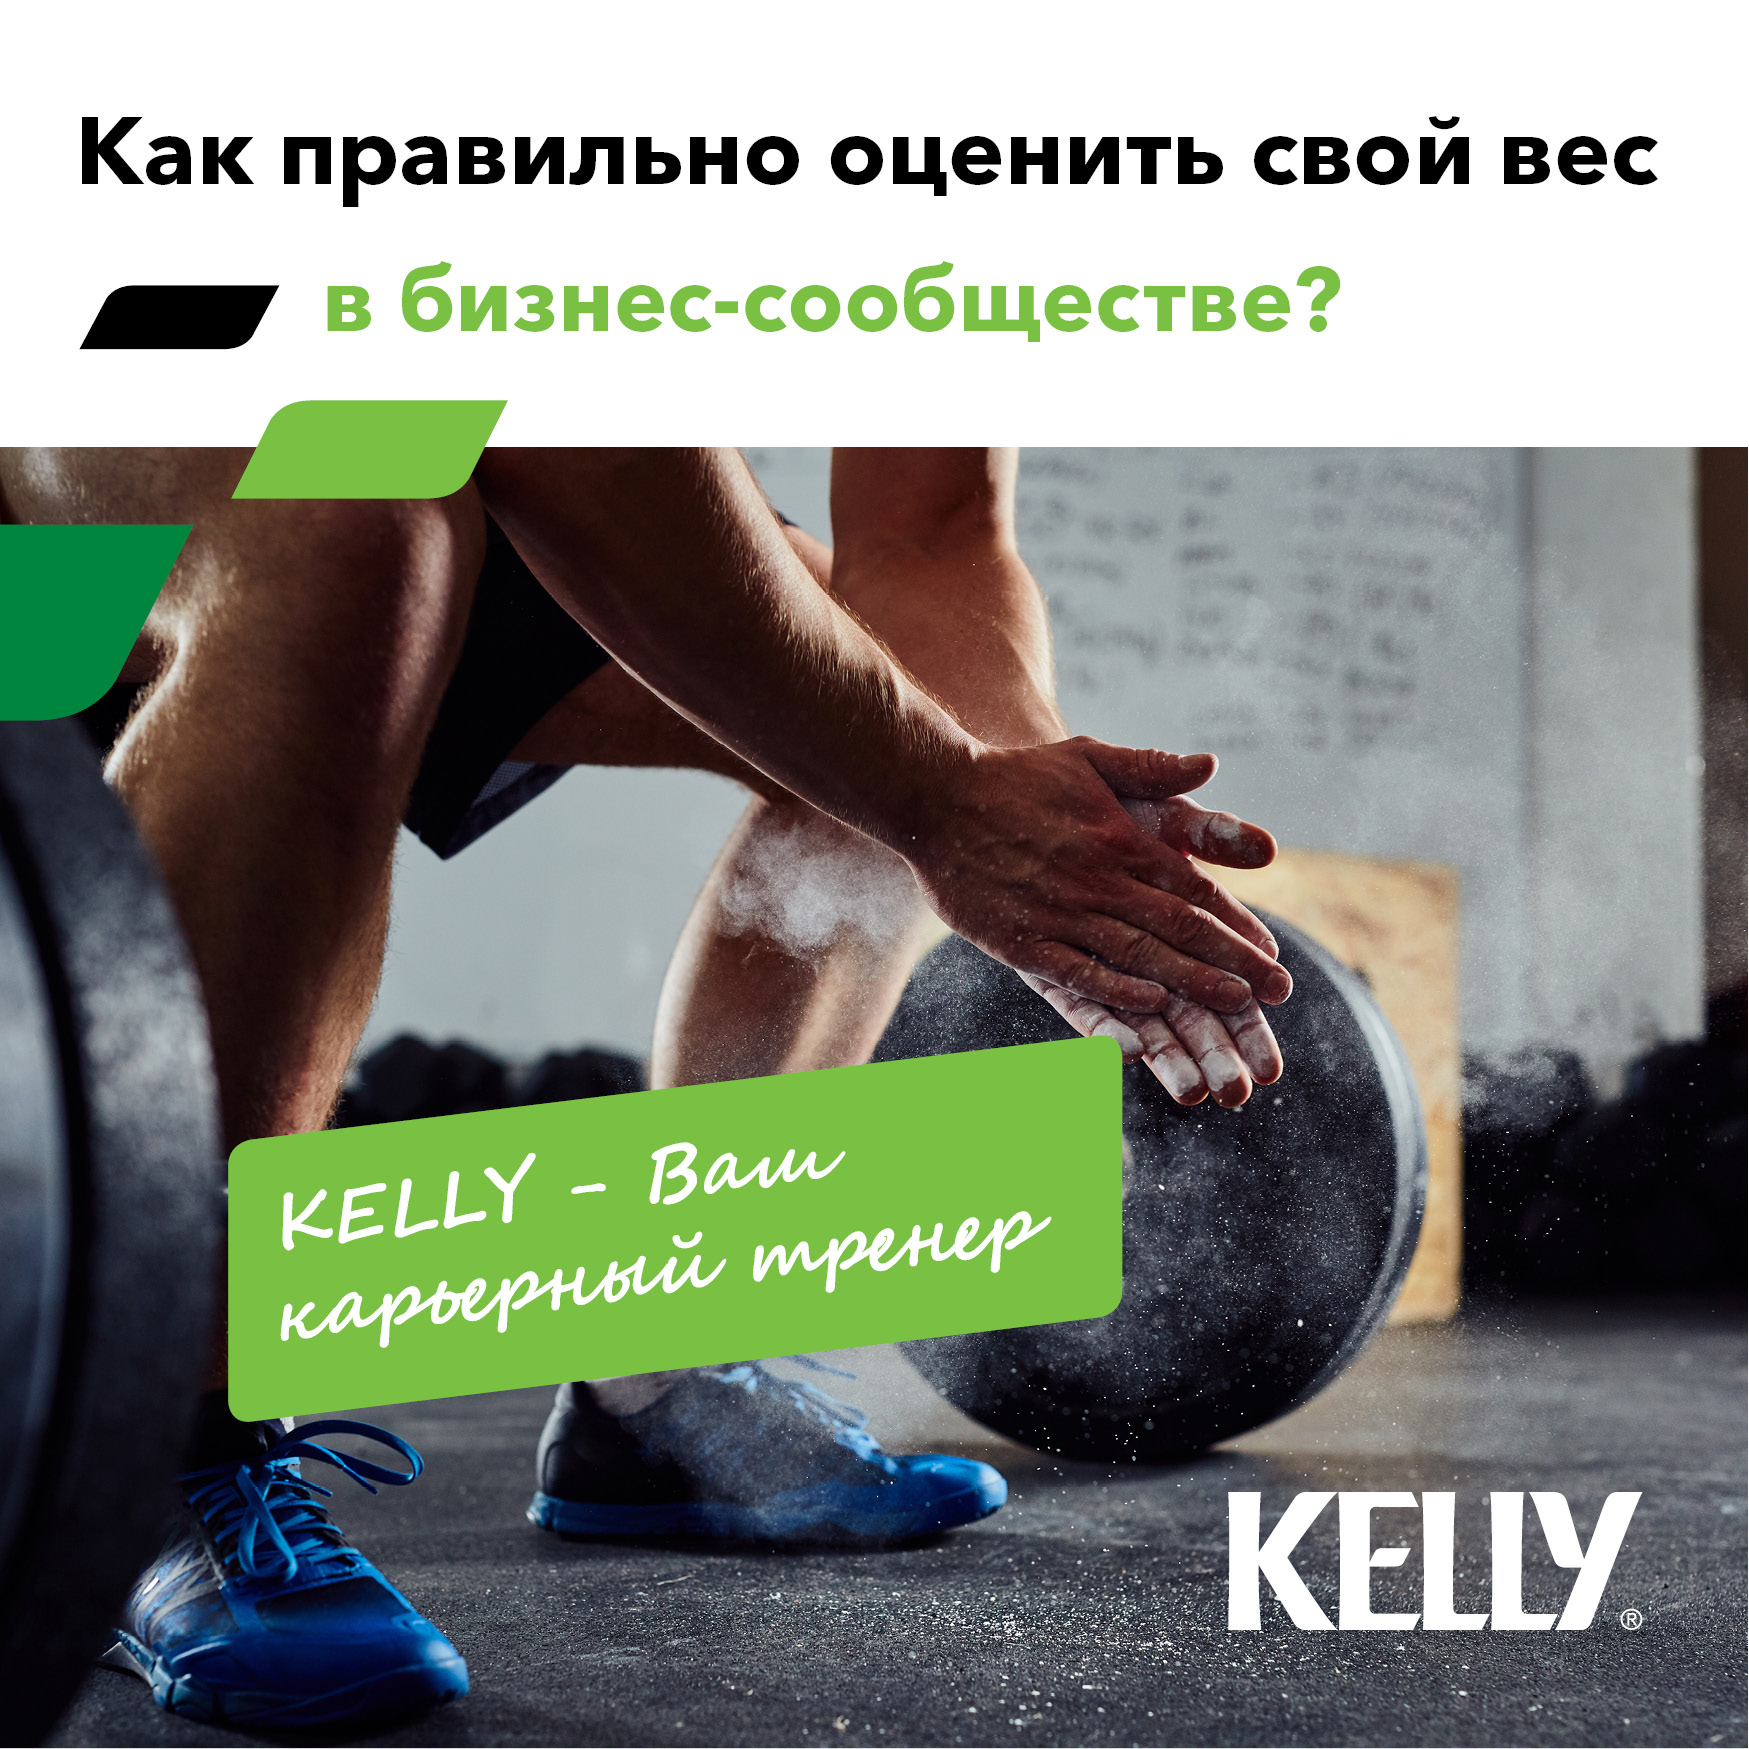 Как правильно оценить свой вес
в бизнес-сообществе?
KELLY - Ваш
карьерный тренер
KELLY®